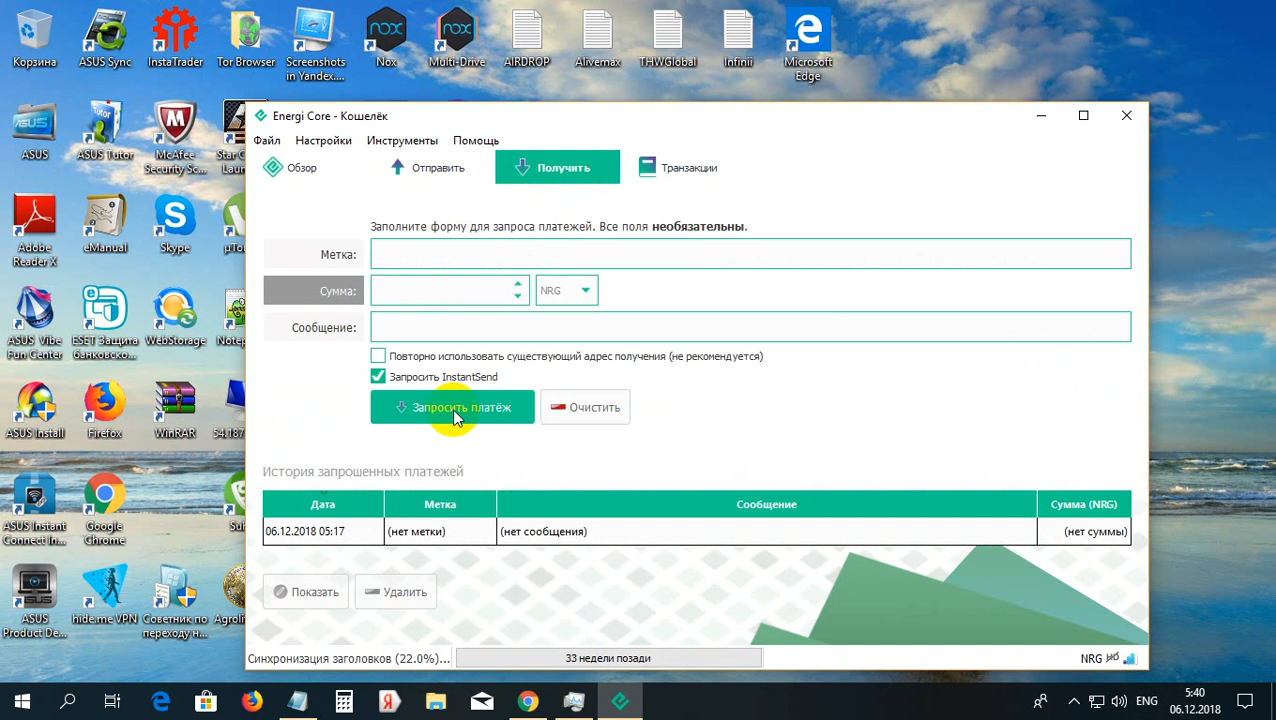 Корзина
ASUS Sync
InstaTrader
Tor Browser
Screenshots
in Yandex....
Nox
Multi-Drive
AIRDROP
Alivemax
THWGlobal
Infinii
Microsoft
Edge
ASUS
ASUS Tutor
McAfee
Security Sc...
Energi Core - Кошелёк
Файл
Настройки
Инструменты
Помощь
Обзор
Отправить
Получить
Транзакции
Заполните форму для запроса платежей. Все поля необязательны.
Метка:
Сумма:
NRG
Сообщение:
Повторно использовать существующий адрес получения (не рекомендуется)
Запросить InstantSend
Запросить платёж
Очистить
История запрошенных платежей
Дата
Метка
Сообщение
Сумма (NRG)
06.12.2018 05:17
(нет метки)
(нет сообщения)
(нет суммы)
Показать
Удалить
Синхронизация заголовков (22.0%)...
33 недели позади
NRG
HD
Adobe
Reader X
eManual
Skype
ASUS Vibe
Fun Center
ESET Защита
банковско...
WebStorage
ASUS Install
Firefox
WinRAR
54.187
ASUS Instant
Connect In...
Google
Chrome
ASUS
Product De...
hide.me VPN
Советник по
переходу н...
ENG
5:40
06.12.2018